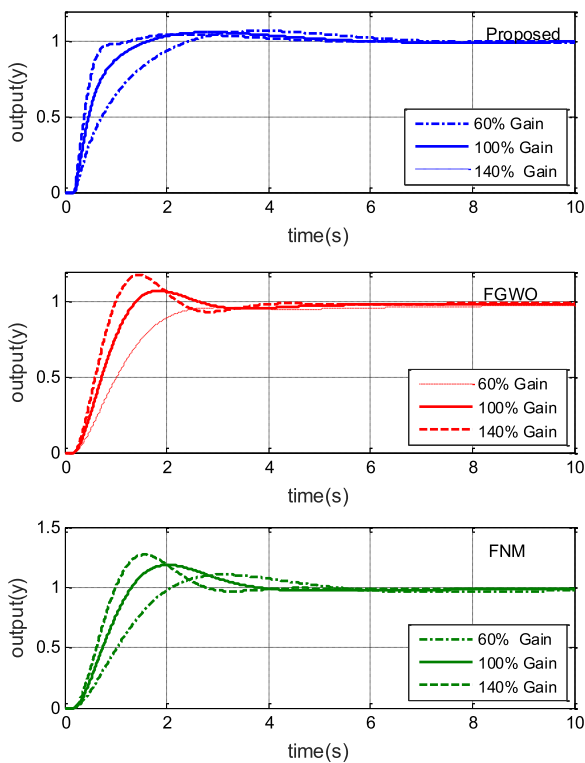 Proposed
1
0.5
0
output(y)
60% Gain
100% Gain
140% Gain
0 2 4 6 8 10
time(s)
FGWO
1
0.5
0
output(y)
60% Gain
100% Gain
140% Gain
0 2 4 6 8 10
time(s)
1.5
FNM
1
0.5
0
output(y)
60% Gain
100% Gain
140% Gain
0 2 4 6 8 10
time(s)